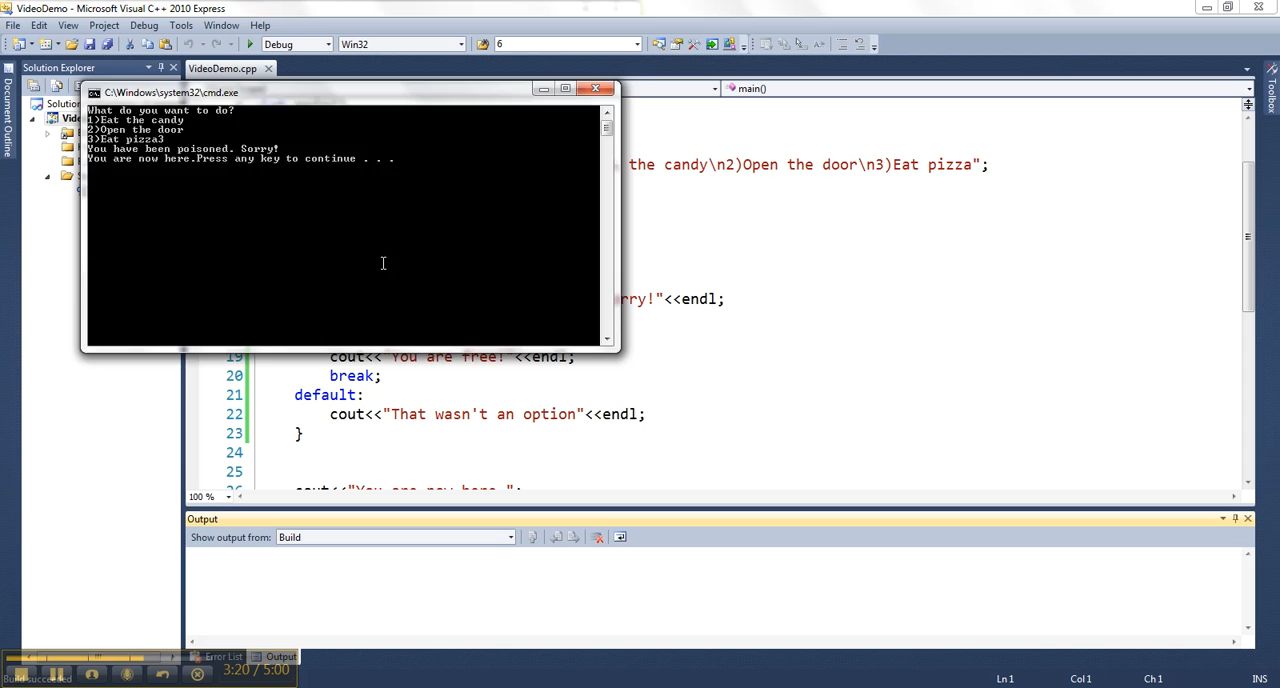 VideoDemo - Microsoft Visual C++ 2010 Express
File Edit View Project Debug Tools Window Help
Debug Win32 6
Solution Explorer
VideoDemo.cpp
Document Outline
Toolbox
C:\Windows\system32\cmd.exe
main()
What do you want to do?
1)Eat the candy
2)Open the door
3)Eat pizza3
You have been poisoned. Sorry!
You are now here.Press any key to continue . . .
the candy\n2)Open the door\n3)Eat pizza";
rry!"<<endl;
19 cout<<"You are free!"<<endl;
20 break;
21 default:
22 cout<<"That wasn't an option"<<endl;
23 }
24
25
26 cout<<"You are now here.";
100 %
Output
Show output from: Build
Error List Output
3:20 / 5:00
Build succeeded
Ln 1 Col 1 Ch 1 INS